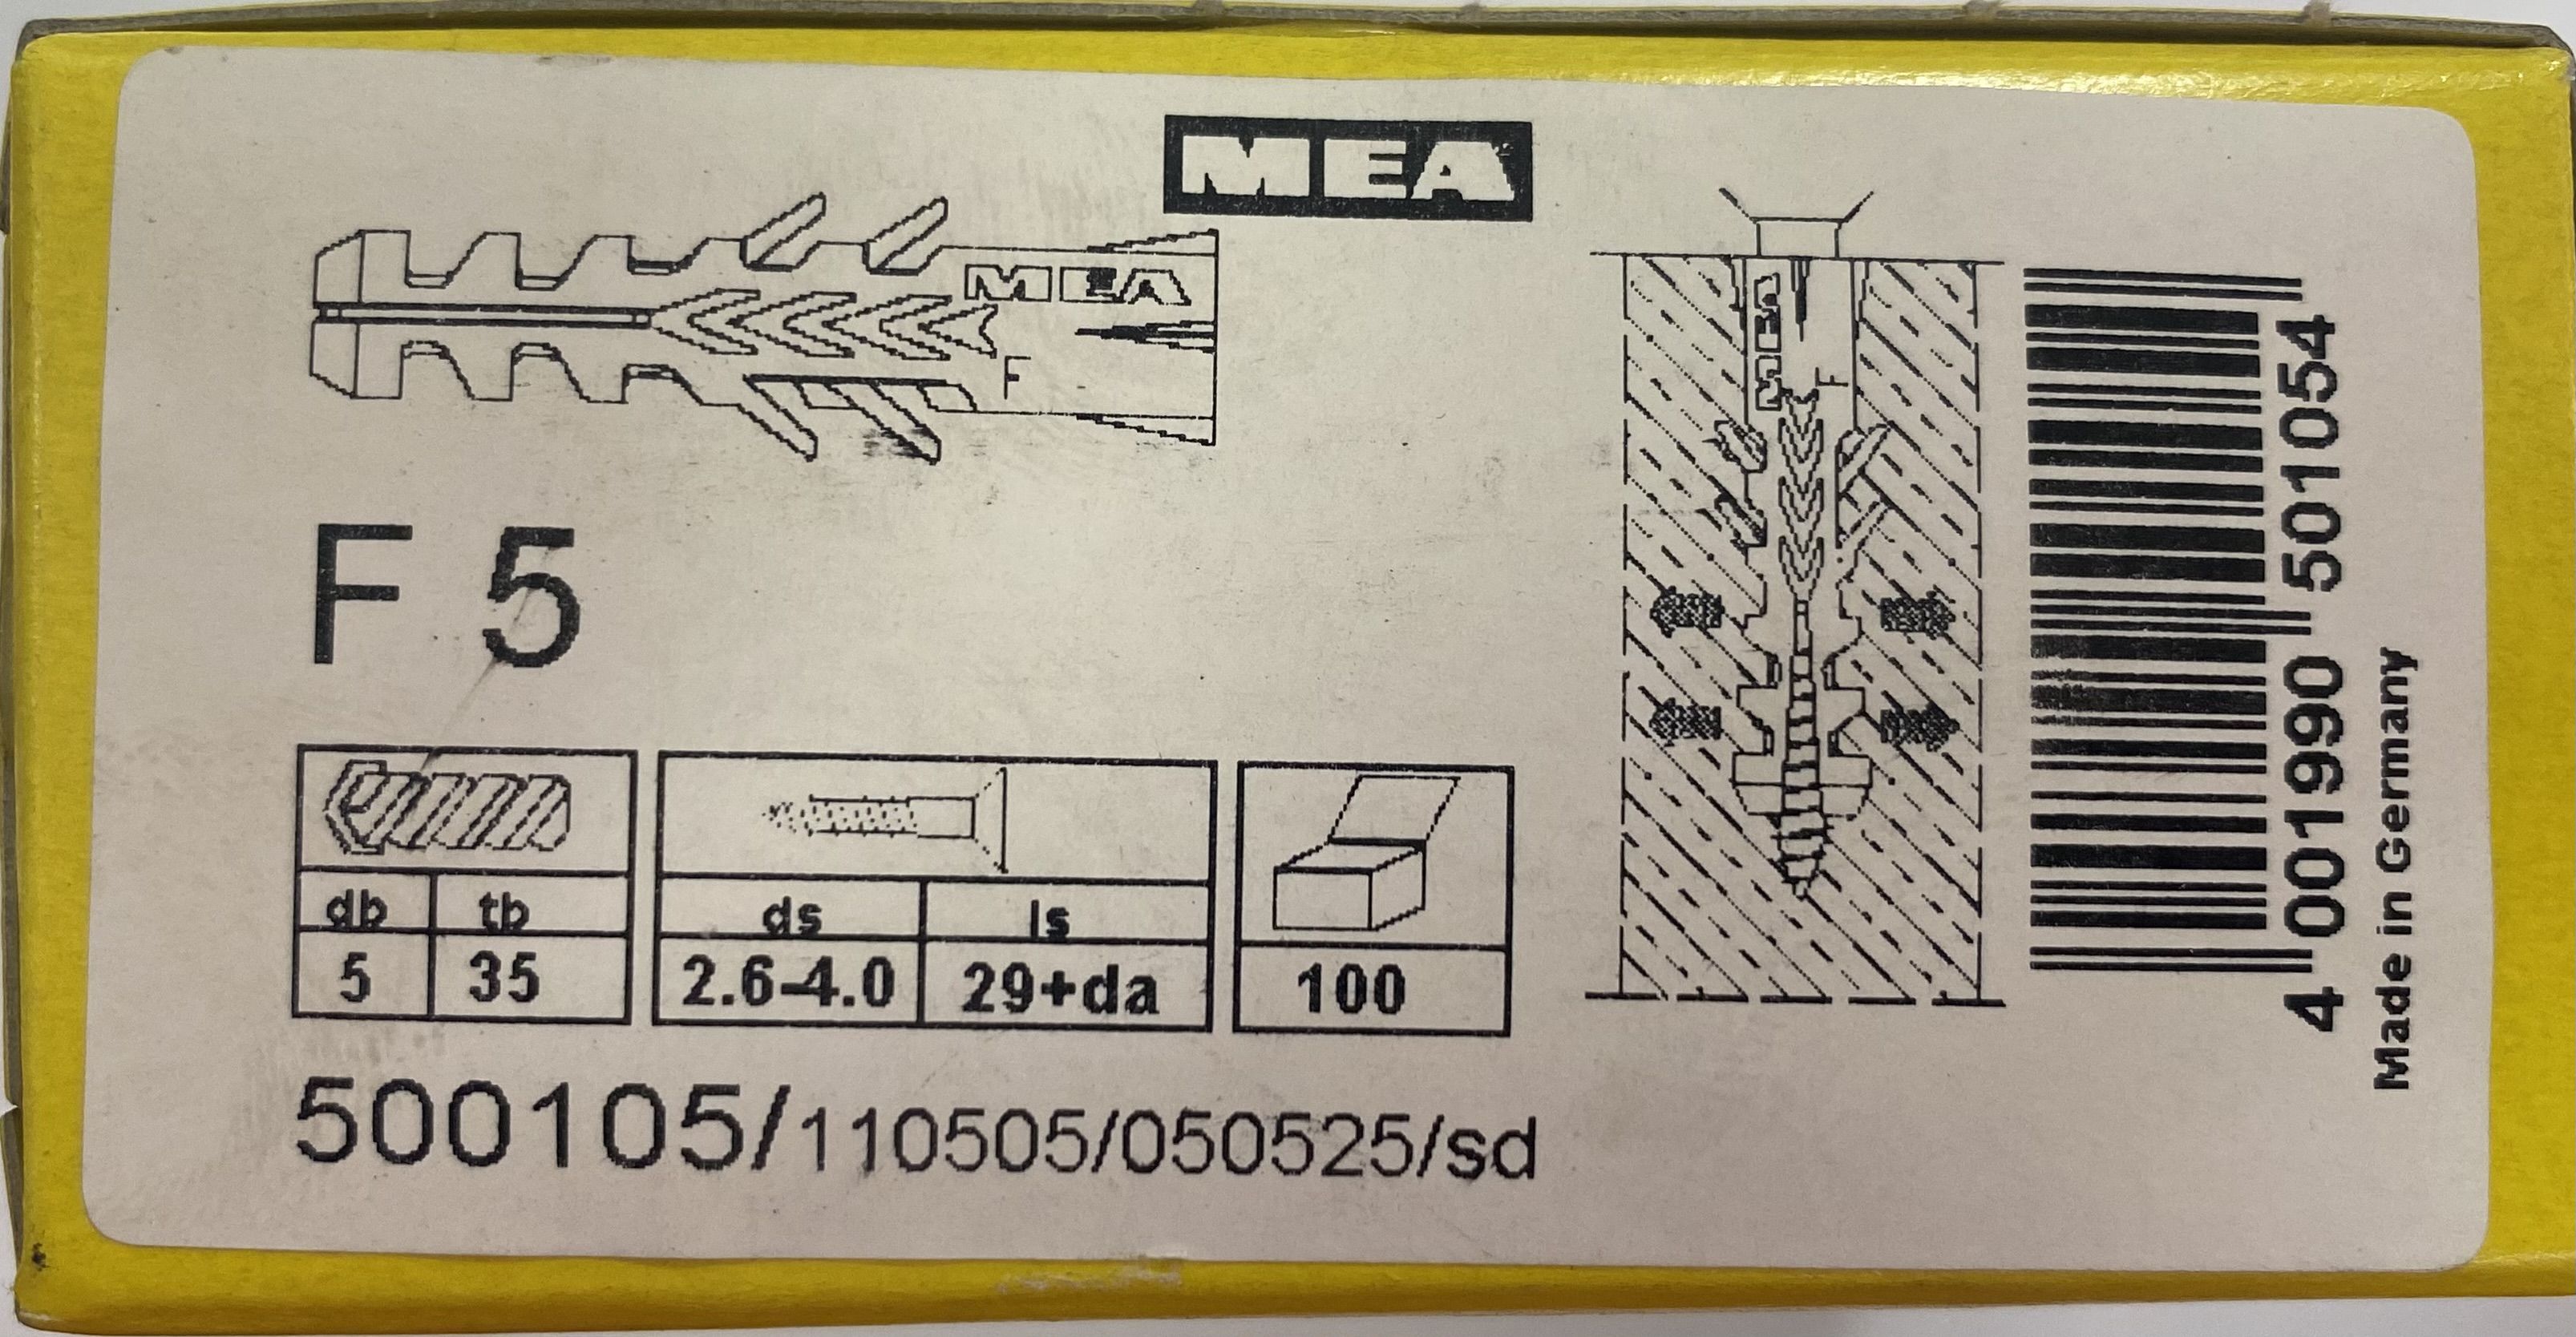 MEA
MEA
F
MEA
F
F 5
db tb
5 35
ds ls
2.6-4.0 29+da
100
500105/110505/050525/sd
4 001990 501054
Made in Germany